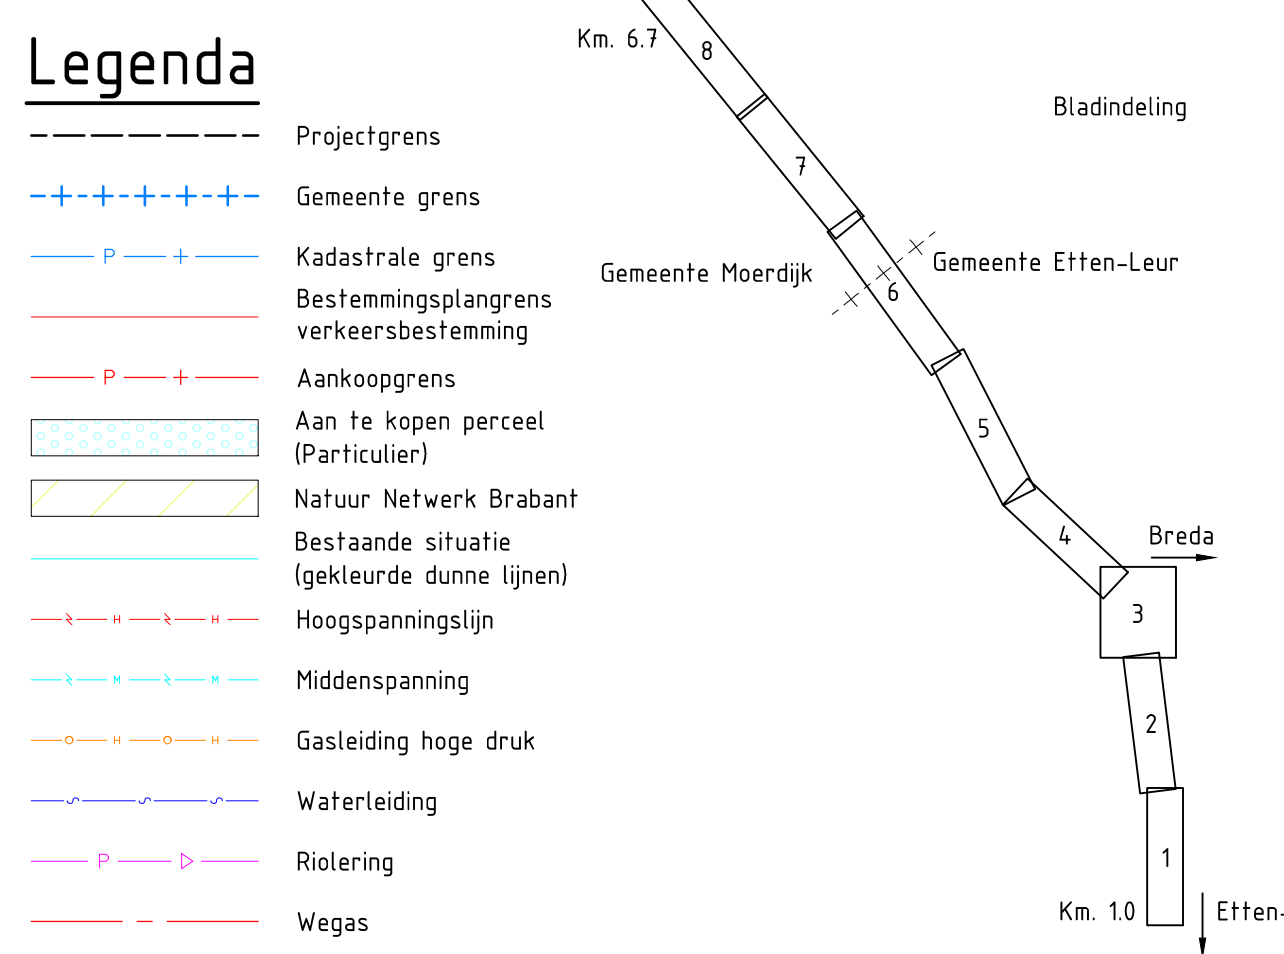 Legenda
Projectgrens
Gemeente grens
P
Kadastrale grens
Bestemmingsplangrens
verkeersbestemming
P
Aankoopgrens
Aan te kopen perceel
(Particulier)
Natuur Netwerk Brabant
Bestaande situatie
(gekleurde dunne lijnen)
H H
Hoogspanningslijn
M M
Middenspanning
H H
Gasleiding hoge druk
Waterleiding
P
Riolering
Wegas
Km. 6.7
8
Bladindeling
7
Gemeente Moerdijk
Gemeente Etten-Leur
6
5
4
Breda
3
2
1
Km. 1.0
Etten-